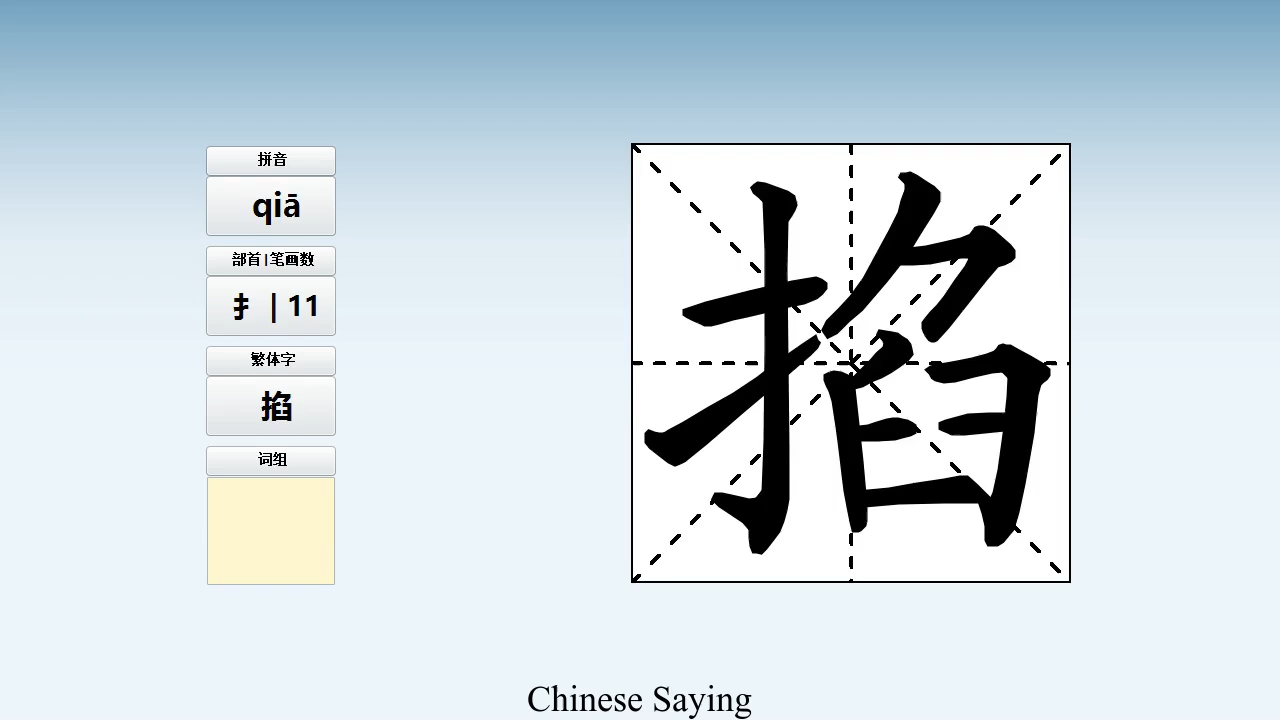 拼音
qiā
部首|笔画数
扌 | 11
繁体字
掐
词组
掐
Chinese Saying